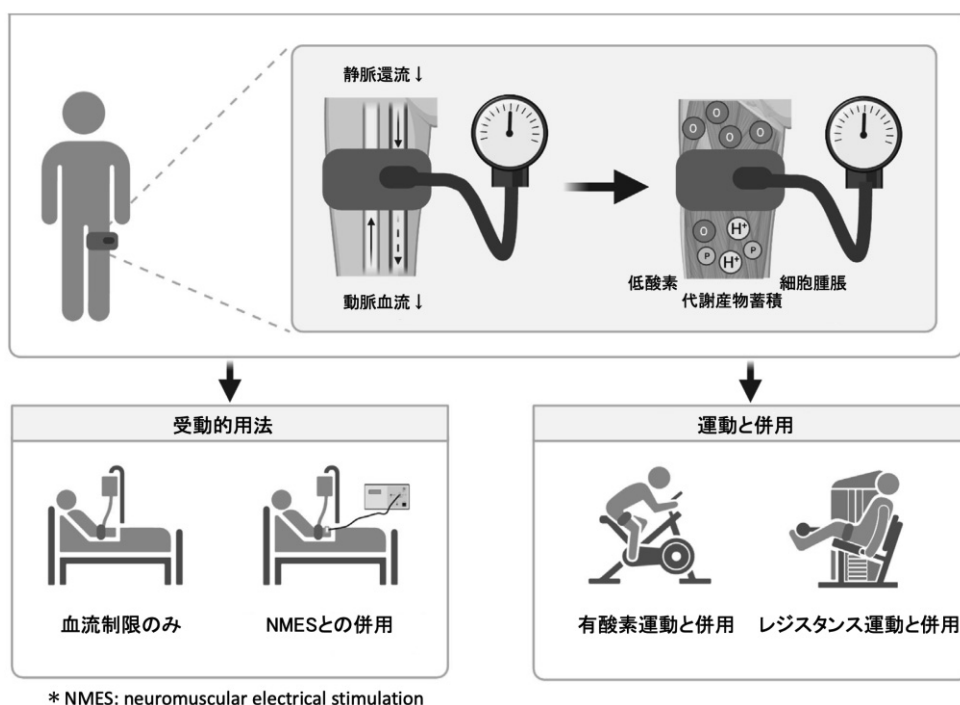 静脈還流↓
動脈血流↓
O
O
O
O
O
H⁺
P
P
H⁺
低酸素
細胞腫脹
代謝産物蓄積
受動的用法
運動と併用
血流制限のみ
NMESとの併用
有酸素運動と併用
レジスタンス運動と併用
* NMES: neuromuscular electrical stimulation